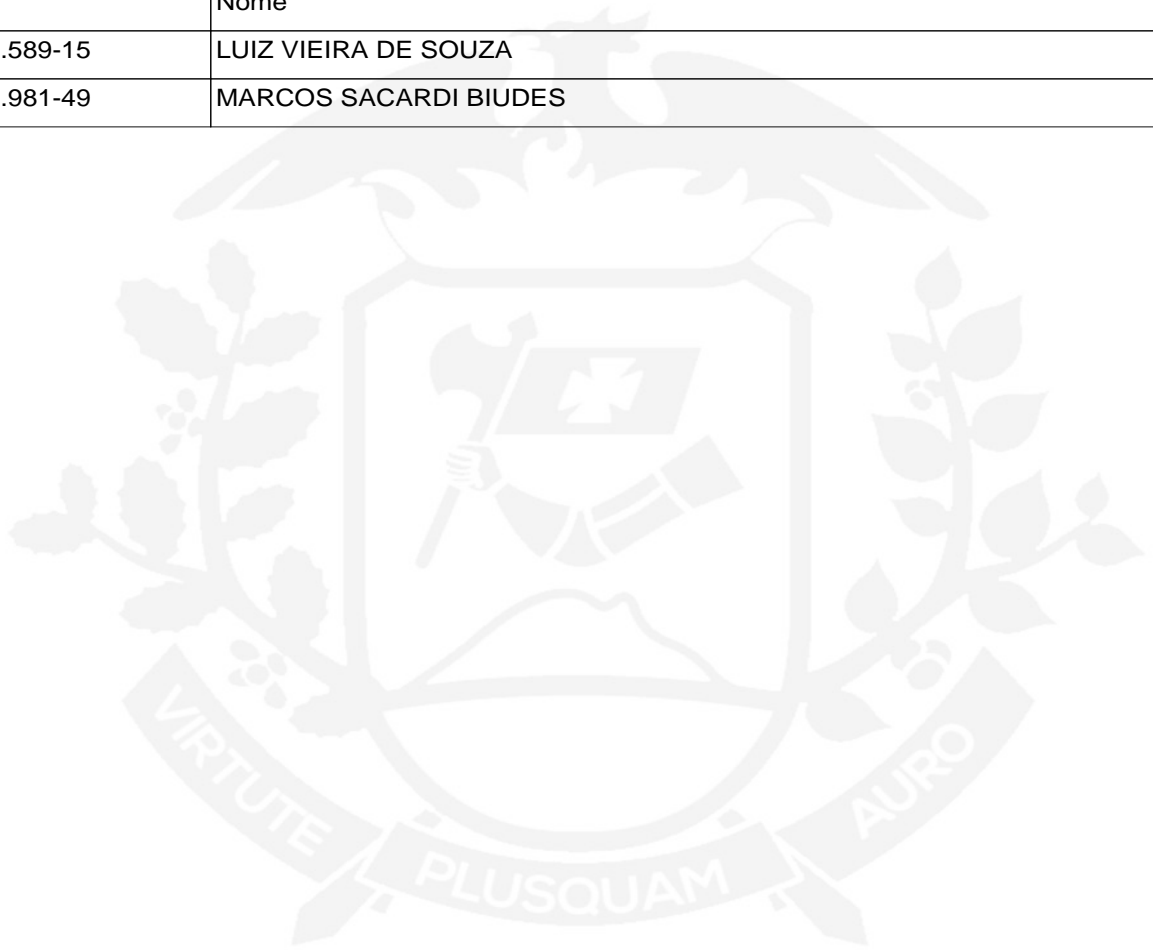 Nome
.589-15 LUIZ VIEIRA DE SOUZA
.981-49 MARCOS SACARDI BIUDES
VIRTUTE PLUSQUAM AURO